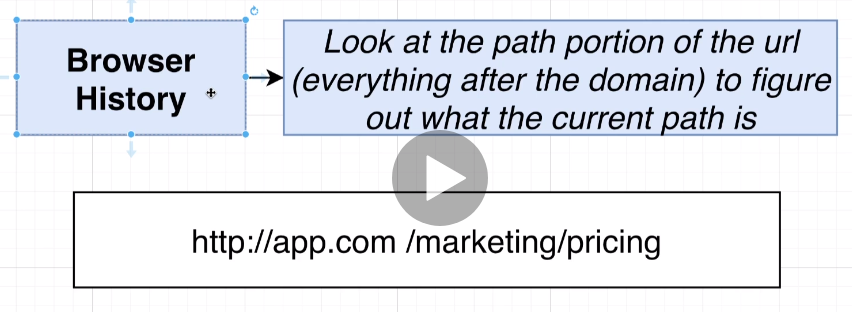 Browser
History
Look at the path portion of the url
(everything after the domain) to figure
out what the current path is
http://app.com /marketing/pricing